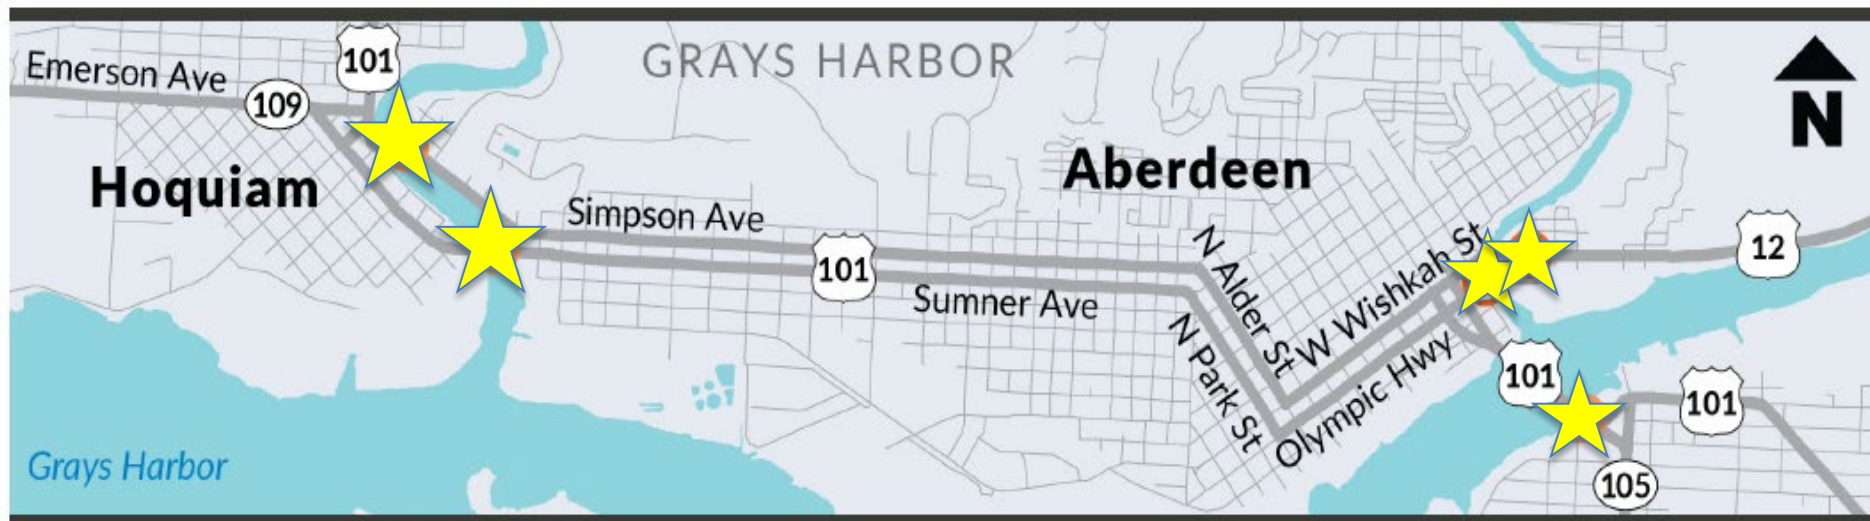 101
GRAYS HARBOR
Emerson Ave
109
N
Hoquiam
Aberdeen
Simpson Ave
101
Sumner Ave
N Alder St
W Wishkah St
12
N Park St
Olympic Hwy
101
101
Grays Harbor
105